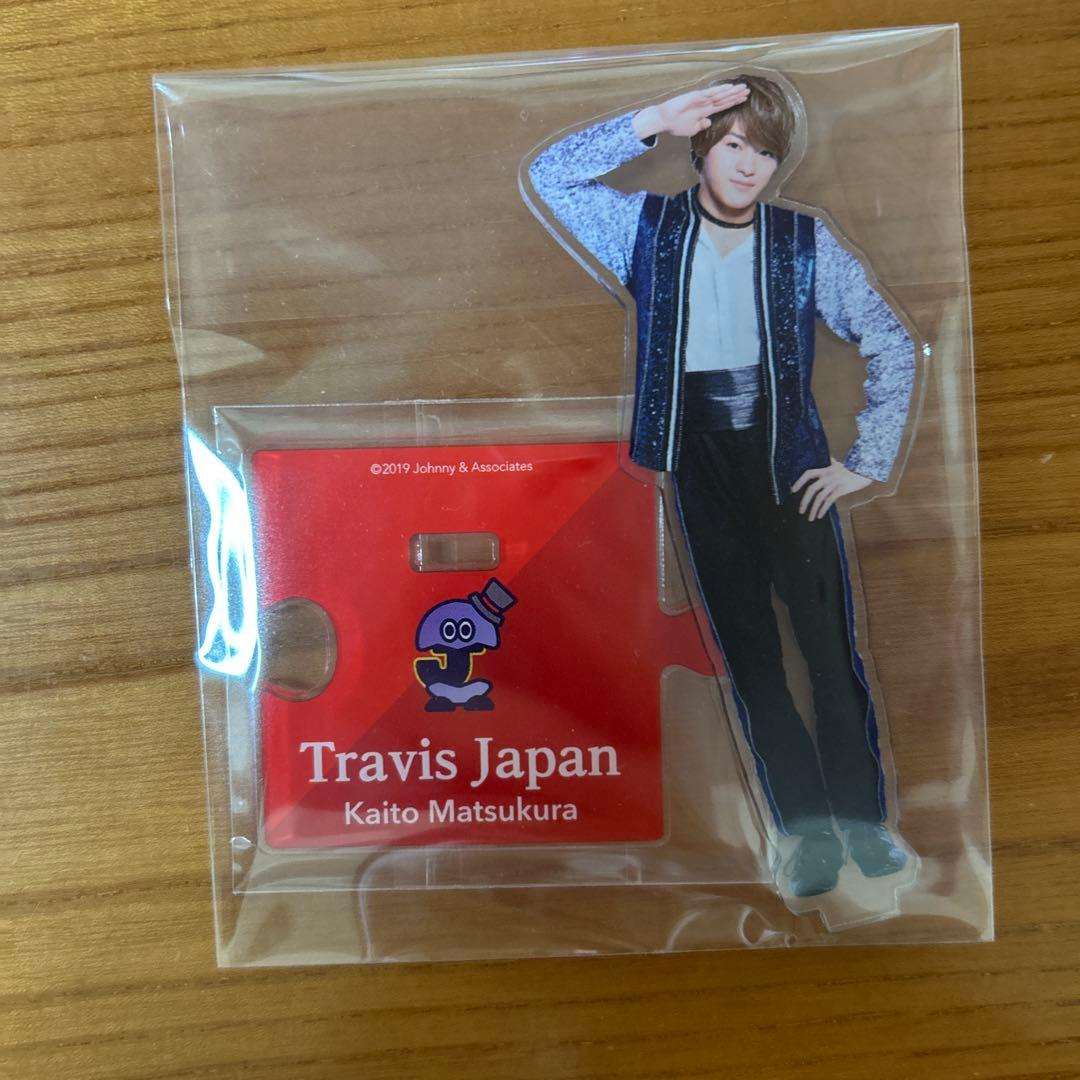 ©2019 Johnny & Associates
J
Travis Japan
Kaito Matsukura